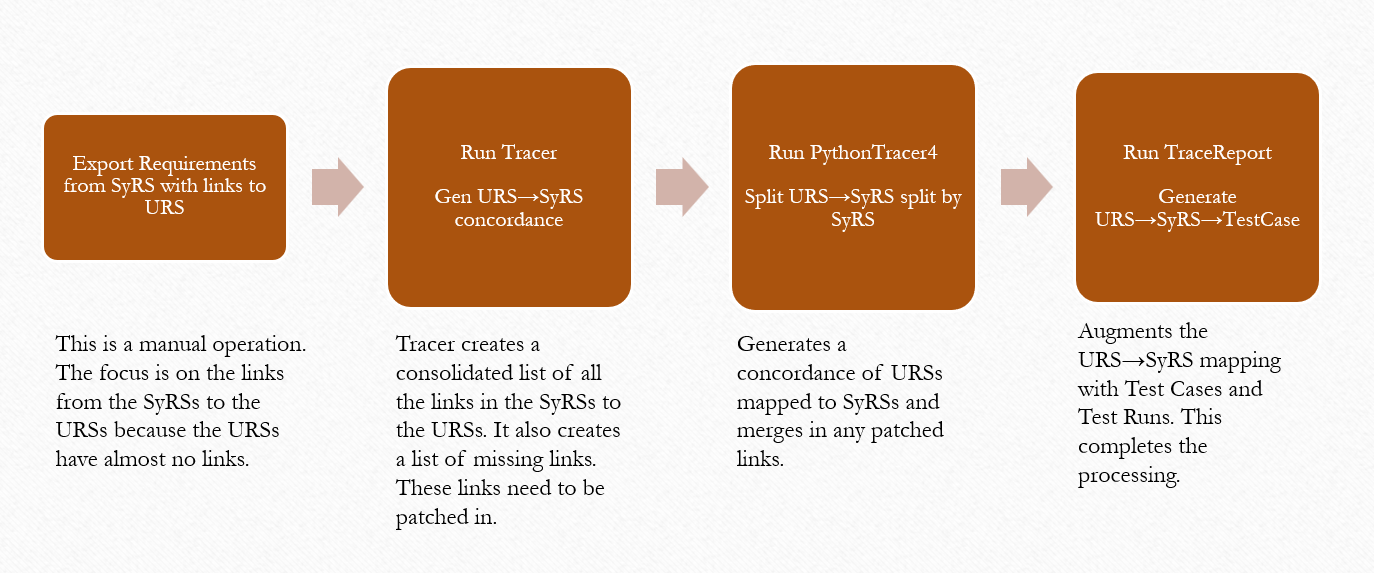 Export Requirements
from SyRS with links to
URS
Run Tracer
Gen URS→SyRS
concordance
Run PythonTracer4
Split URS→SyRS split by
SyRS
Run TraceReport
Generate
URS→SyRS→TestCase
This is a manual operation.
The focus is on the links
from the SyRSs to the
URSs because the URSs
have almost no links.
Tracer creates a
consolidated list of all
the links in the SyRSs to
the URSs. It also creates
a list of missing links.
These links need to be
patched in.
Generates a
concordance of URSs
mapped to SyRSs and
merges in any patched
links.
Augments the
URS→SyRS mapping
with Test Cases and
Test Runs. This
completes the
processing.